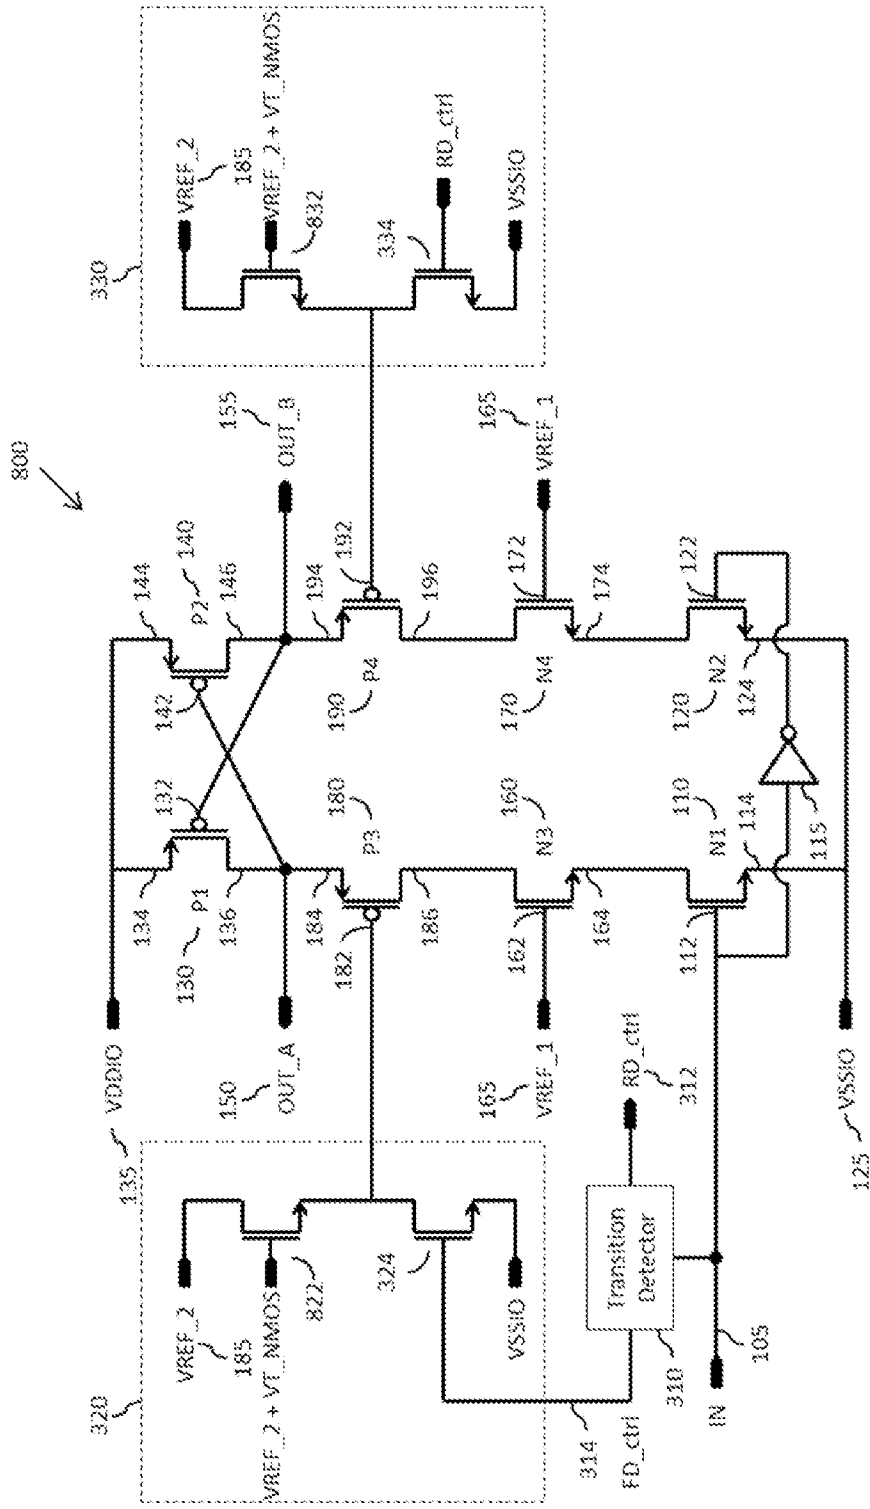 800
330
VREF_2
185
VREF_2 + VT_NMOS
832
RD_ctrl
334
VSSIO
155
OUT_B
165
VREF_1
144
P2
140
146
142
194
192
P4
190
196
172
N4
170
174
122
N2
120
124
132
134
P1
130
136
184
182
P3
180
186
162
N3
160
164
112
N1
110
114
115
VDDIO
135
OUT_A
150
VREF_1
165
RD_ctrl
312
VSSIO
125
320
VREF_2
185
VREF_2 + VT_NMOS
822
324
VSSIO
Transition
Detector
310
314
FD_ctrl
105
IN